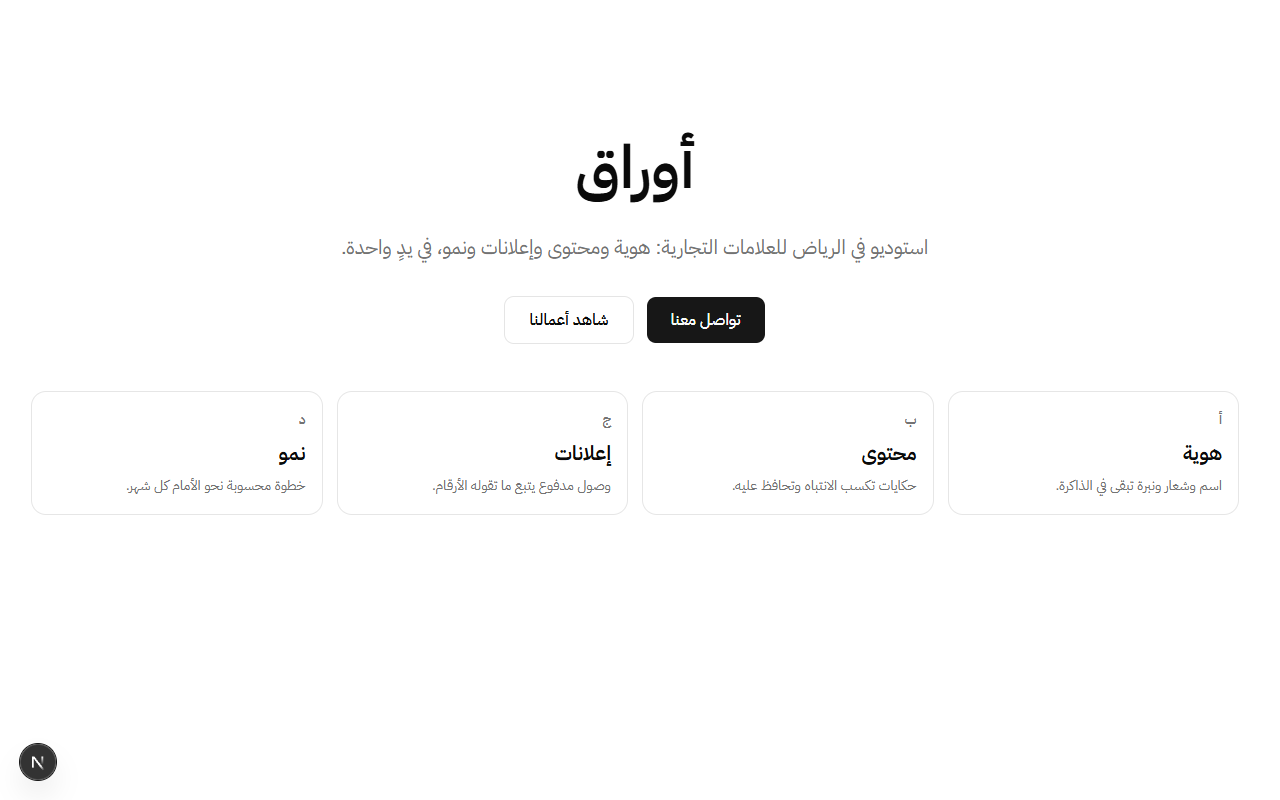 أوراق
استوديو في الرياض للعلامات التجارية: هوية ومحتوى وإعلانات ونمو، في يدٍ واحدة.
تواصل معنا
شاهد أعمالنا
أ
هوية
اسم وشعار ونبرة تبقى في الذاكرة.
ب
محتوى
حكايات تكسب الانتباه وتحافظ عليه.
ج
إعلانات
وصول مدفوع يتبع ما تقوله الأرقام.
د
نمو
خطوة محسوبة نحو الأمام كل شهر.
N